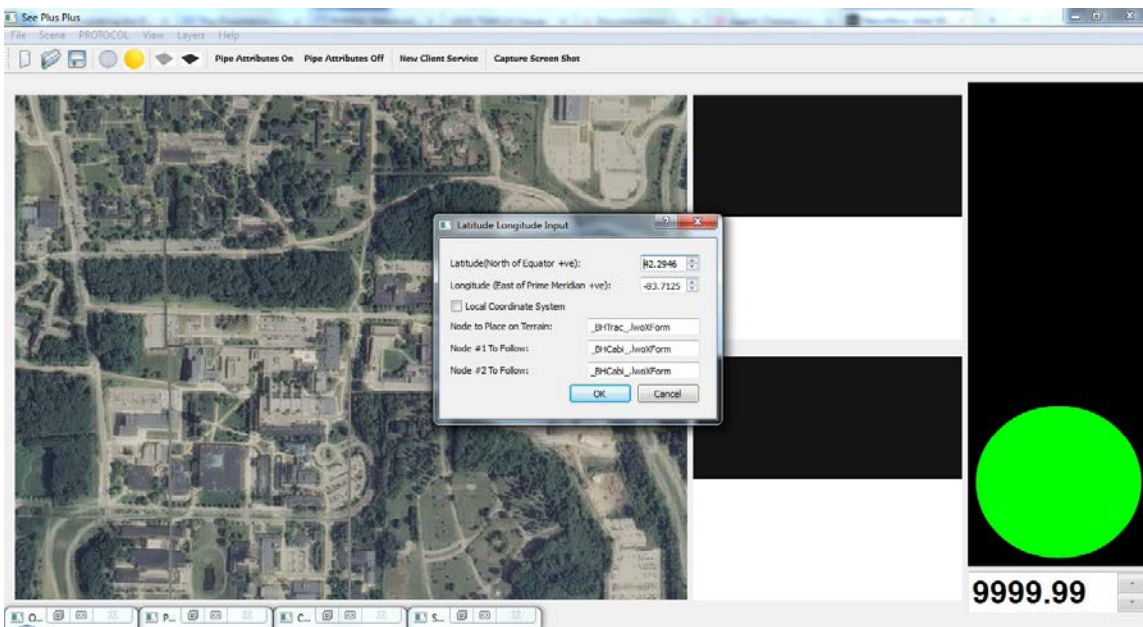 See Plus Plus
File Scene PROTOCOL View Layers Help
Pipe Attributes On Pipe Attributes Off New Client Service Capture Screen Shot
Latitude Longitude Input
Latitude(North of Equator +ve): 42.2946
Longitude (East of Prime Meridian +ve): -83.7125
Local Coordinate System
Node to Place on Terrain: _BHTrac_.lwoXForm
Node #1 To Follow: _BHCabi_.lwoXForm
Node #2 To Follow: _BHCabi_.lwoXForm
OK Cancel
9999.99
O... P... C... S...